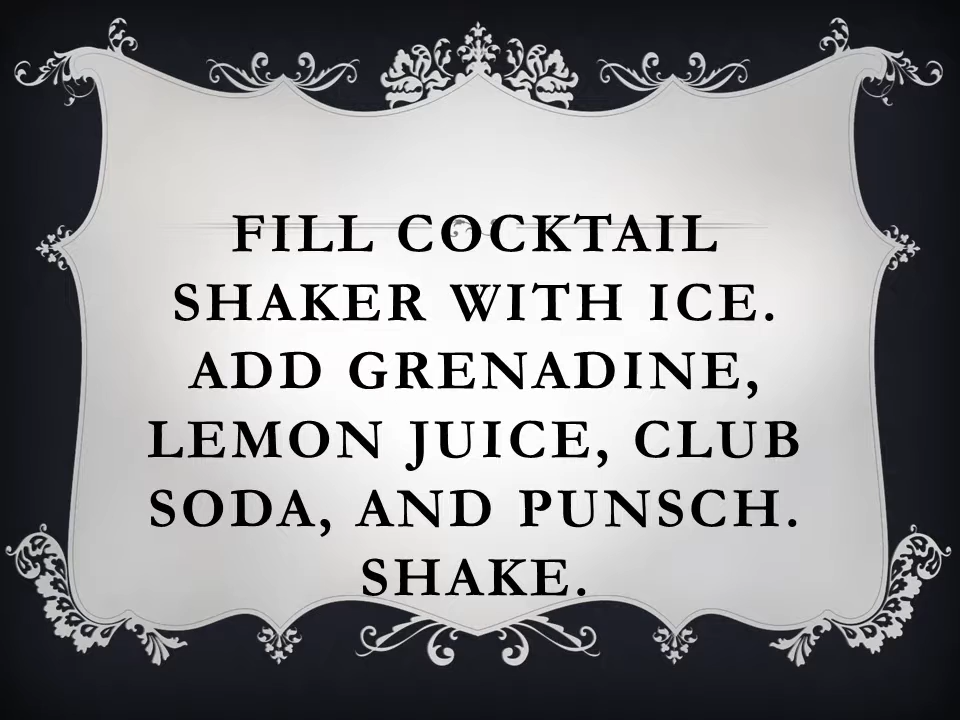 FILL COCKTAIL
SHAKER WITH ICE.
ADD GRENADINE,
LEMON JUICE, CLUB
SODA, AND PUNSCH.
SHAKE.